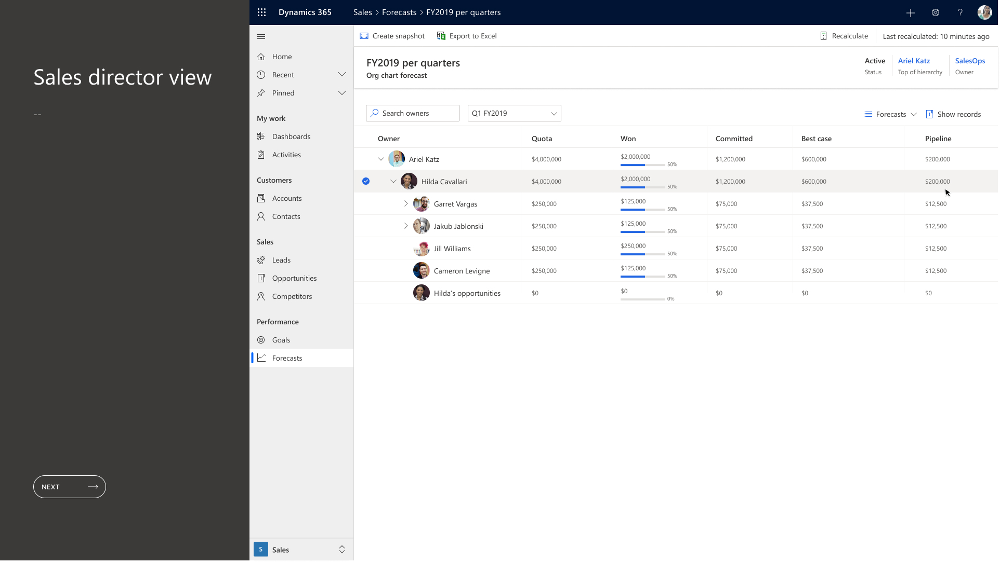 Sales director view
--
NEXT
Dynamics 365
Sales > Forecasts > FY2019 per quarters
Home
Recent
Pinned
My work
Dashboards
Activities
Customers
Accounts
Contacts
Sales
Leads
Opportunities
Competitors
Performance
Goals
Forecasts
S Sales
Create snapshot Export to Excel Recalculate Last recalculated: 10 minutes ago
FY2019 per quarters
Org chart forecast
Active Ariel Katz SalesOps
Status Top of hierarchy Owner
Search owners Q1 FY2019 Forecasts Show records
Owner Quota Won Committed Best case Pipeline
Ariel Katz $4,000,000 $2,000,000 50% $1,200,000 $600,000 $200,000
Hilda Cavallari $4,000,000 $2,000,000 50% $1,200,000 $600,000 $200,000
Garret Vargas $250,000 $125,000 50% $75,000 $37,500 $12,500
Jakub Jablonski $250,000 $125,000 50% $75,000 $37,500 $12,500
Jill Williams $250,000 $250,000 50% $75,000 $37,500 $12,500
Cameron Levigne $250,000 $125,000 50% $75,000 $37,500 $12,500
Hilda's opportunities $0 $0 0% $0 $0 $0